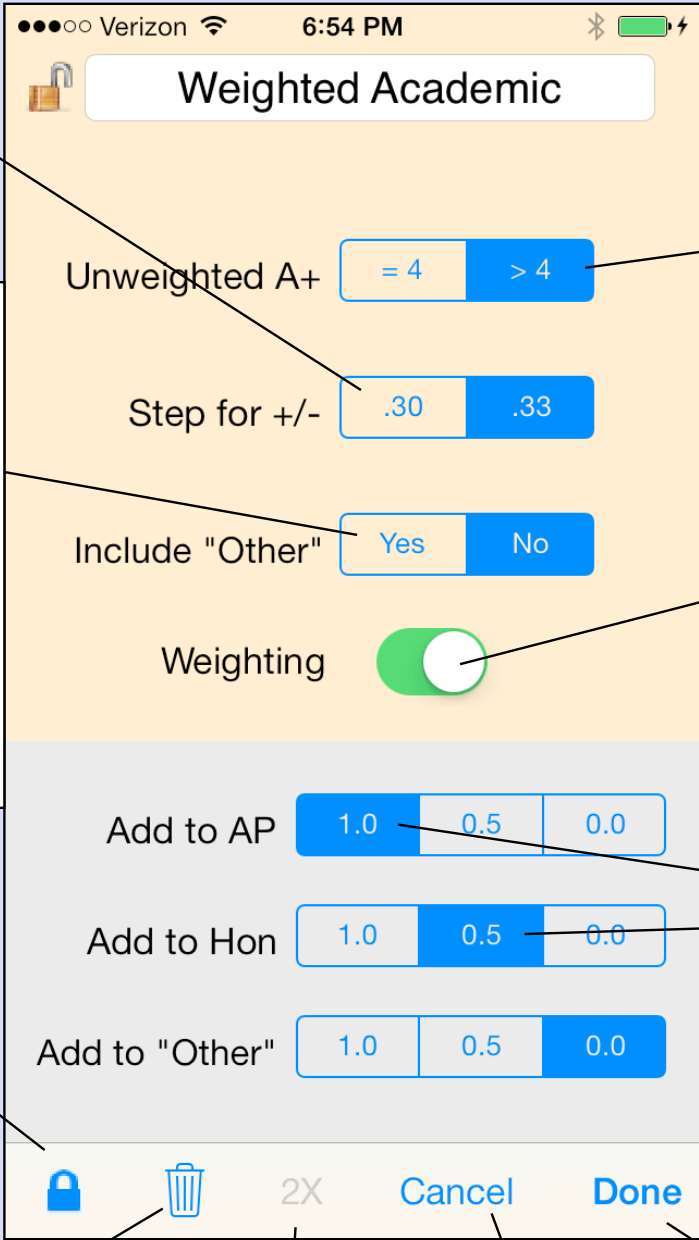 Verizon 6:54 PM
Weighted Academic
Unweighted A+ = 4 > 4
Step for +/- .30 .33
Include "Other" Yes No
Weighting
Add to AP 1.0 0.5 0.0
Add to Hon 1.0 0.5 0.0
Add to "Other" 1.0 0.5 0.0
2X Cancel Done